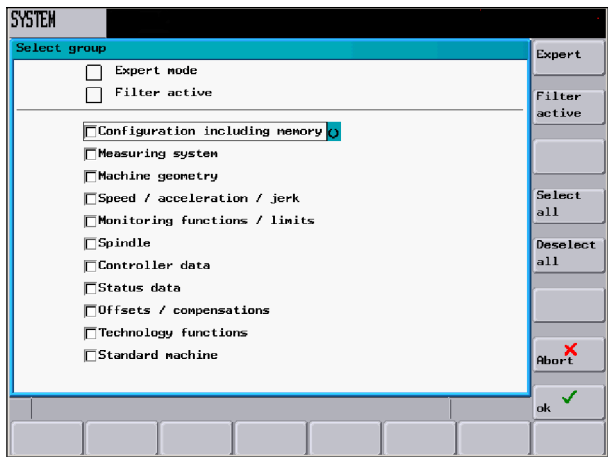 SYSTEM
Select group
Expert mode
Filter active
Configuration including memory
Measuring system
Machine geometry
Speed / acceleration / jerk
Monitoring functions / limits
Spindle
Controller data
Status data
Offsets / compensations
Technology functions
Standard machine
Expert
Filter
active
Select
all
Deselect
all
Abort
ok